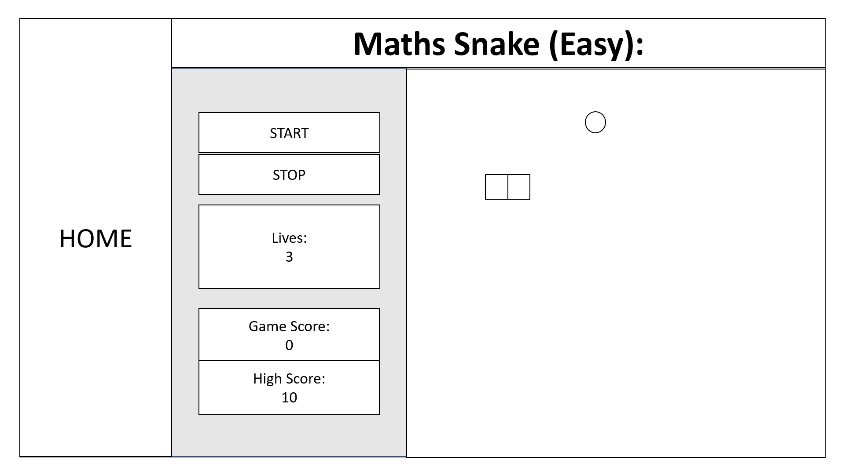 Maths Snake (Easy):
HOME
START
STOP
Lives:
3
Game Score:
0
High Score:
10